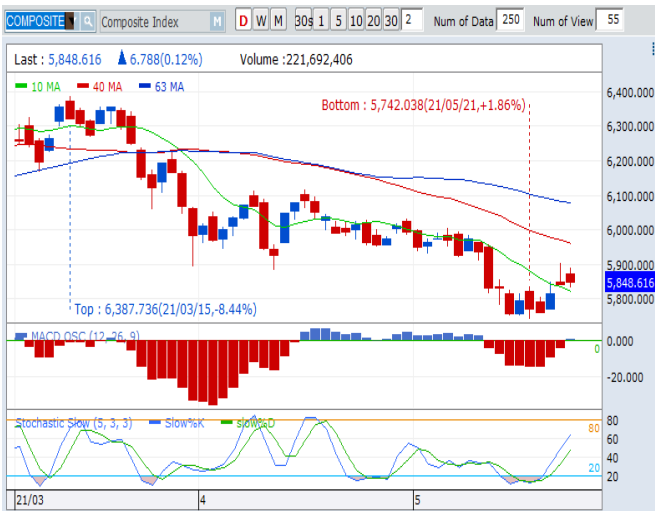 COMPOSITE Composite Index M D W M 30s 1 5 10 20 30 2 Num of Data 250 Num of View 55
Last : 5,848.616 ▲ 6.788(0.12%) Volume :221,692,406
10 MA 40 MA 63 MA
Bottom : 5,742.038(21/05/21,+1.86%)
6,400.000
6,300.000
6,200.000
6,100.000
6,000.000
5,900.000
5,848.616
5,800.000
Top : 6,387.736(21/03/15,-8.44%)
MACD OSC (12, 26, 9)
0.000
0
-20.000
Stochastic Slow (5, 3, 3) Slow%K slow%D
80
80
60
40
20
20
21/03 4 5